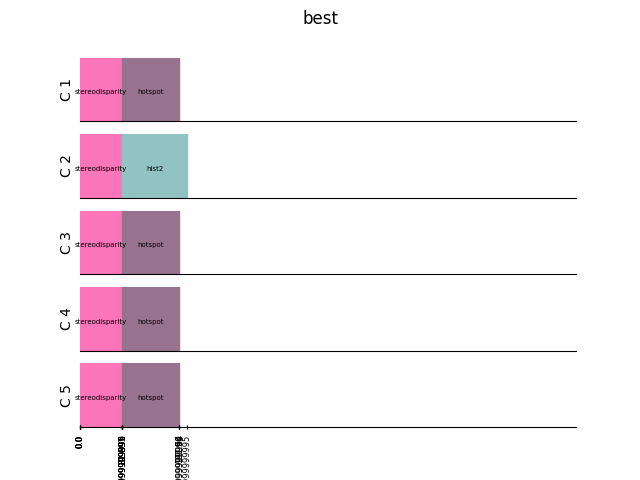 best
C 1
stereodisparity
hotspot
C 2
stereodisparity
hist2
C 3
stereodisparity
hotspot
C 4
stereodisparity
hotspot
C 5
stereodisparity
hotspot
0.0